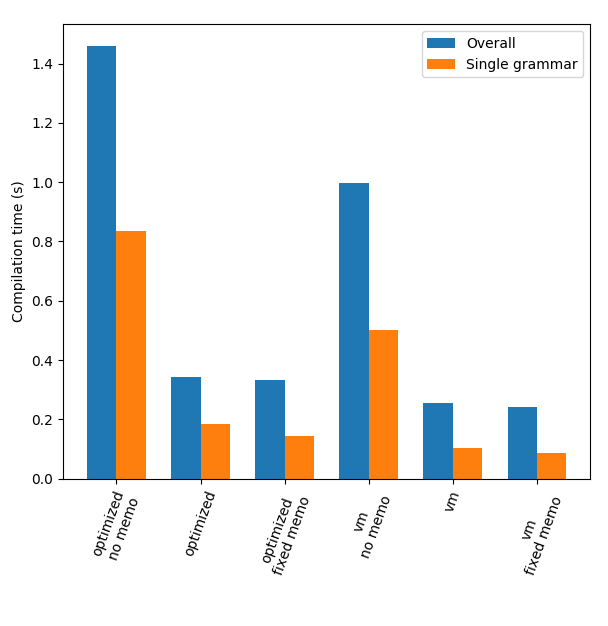 Overall
Single grammar
Compilation time (s)
1.4
1.2
1.0
0.8
0.6
0.4
0.2
0.0
optimized
no memo
optimized
optimized
fixed memo
vm
no memo
vm
vm
fixed memo